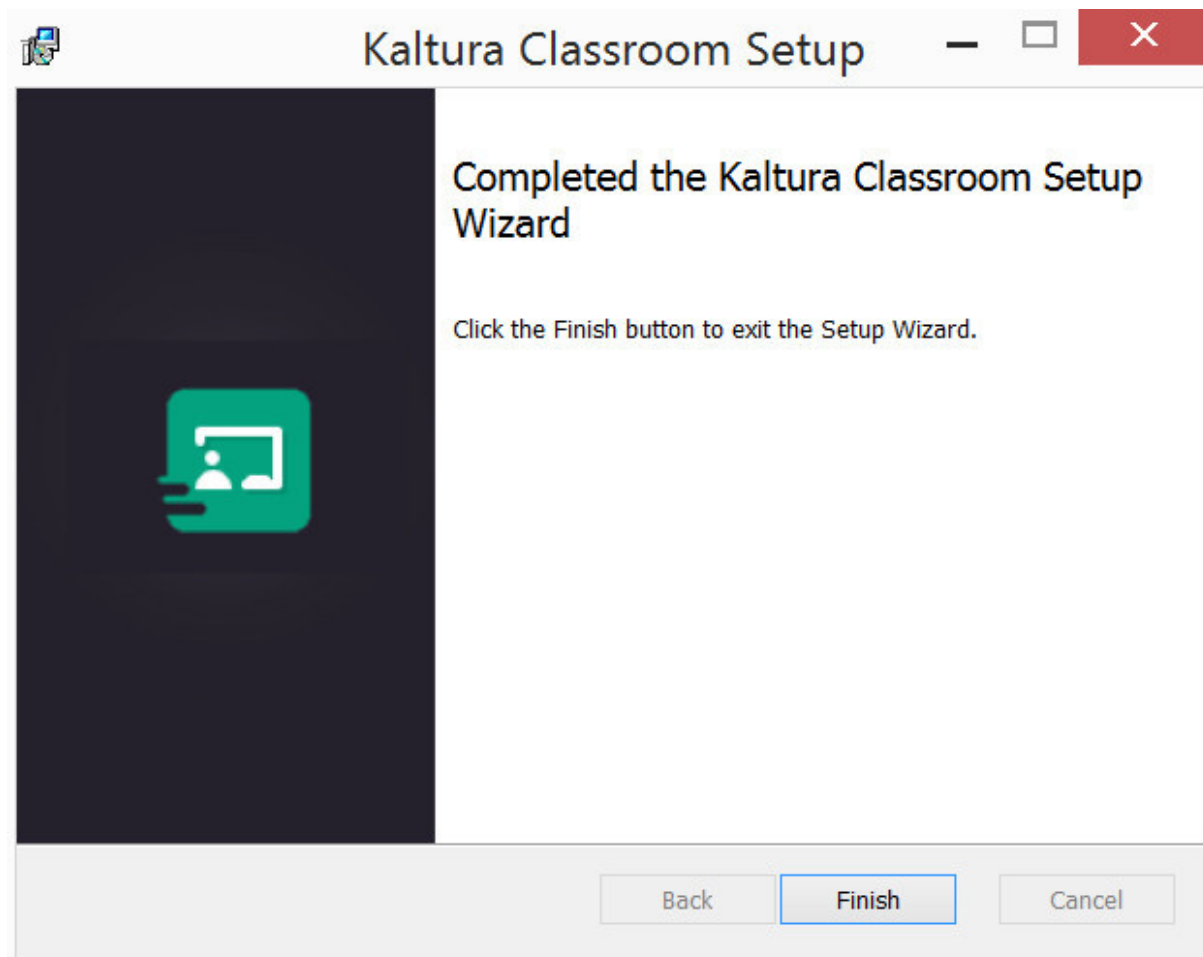 Kaltura Classroom Setup
Completed the Kaltura Classroom Setup
Wizard
Click the Finish button to exit the Setup Wizard.
Back
Finish
Cancel